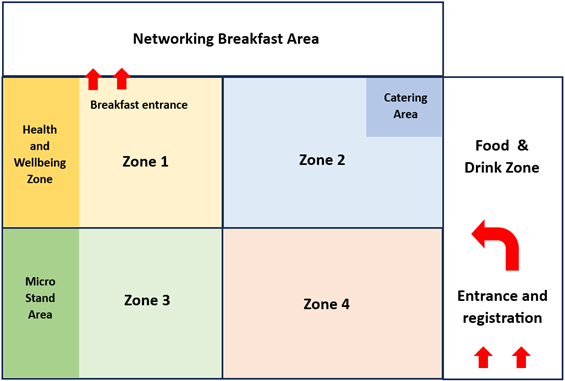 Networking Breakfast Area
Breakfast entrance
Health
and
Wellbeing
Zone
Zone 1
Zone 2
Catering
Area
Food & 
Drink Zone
Micro
Stand
Area
Zone 3
Zone 4
Entrance and
registration